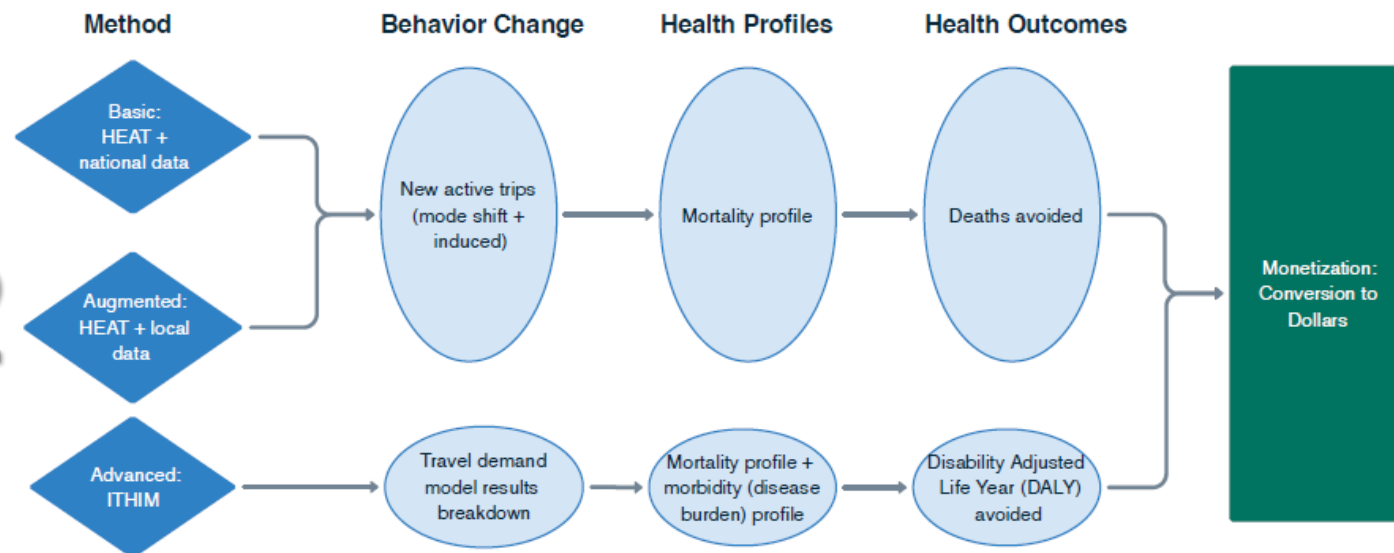 Method
Behavior Change
Health Profiles
Health Outcomes
Basic:
HEAT +
national data
Augmented:
HEAT + local
data
New active trips
(mode shift +
induced)
Mortality profile
Deaths avoided
Monetization:
Conversion to
Dollars
Advanced:
ITHIM
Travel demand
model results
breakdown
Mortality profile +
morbidity (disease
burden) profile
Disability Adjusted
Life Year (DALY)
avoided